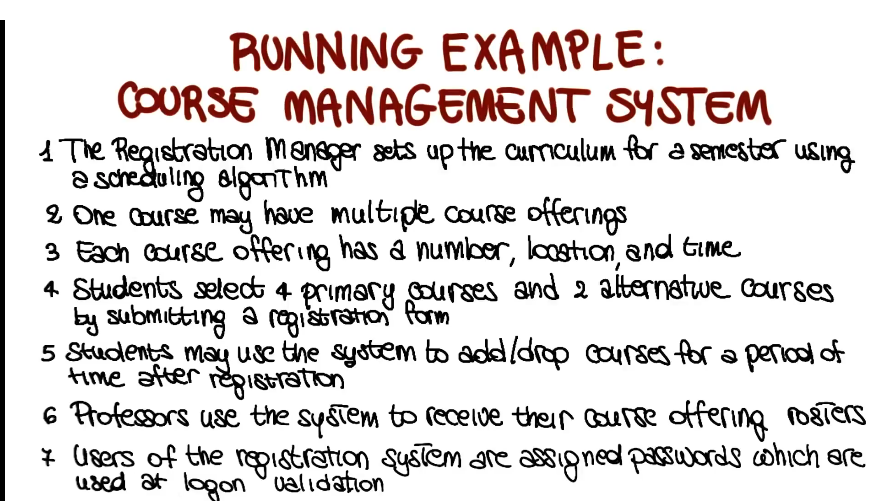 RUNNING EXAMPLE:
COURSE MANAGEMENT SYSTEM
1 The Registration Manager sets up the curriculum for a semester using
a scheduling algorithm
2 One course may have multiple course offerings
3 Each course offering has a number, location, and time
4 Students select 4 primary courses and 2 alternative courses
by submitting a registration form
5 Students may use the system to add/drop courses for a period of
time after registration
6 Professors use the system to receive their course offering rosters
7 Users of the registration system are assigned passwords which are
used at logon validation